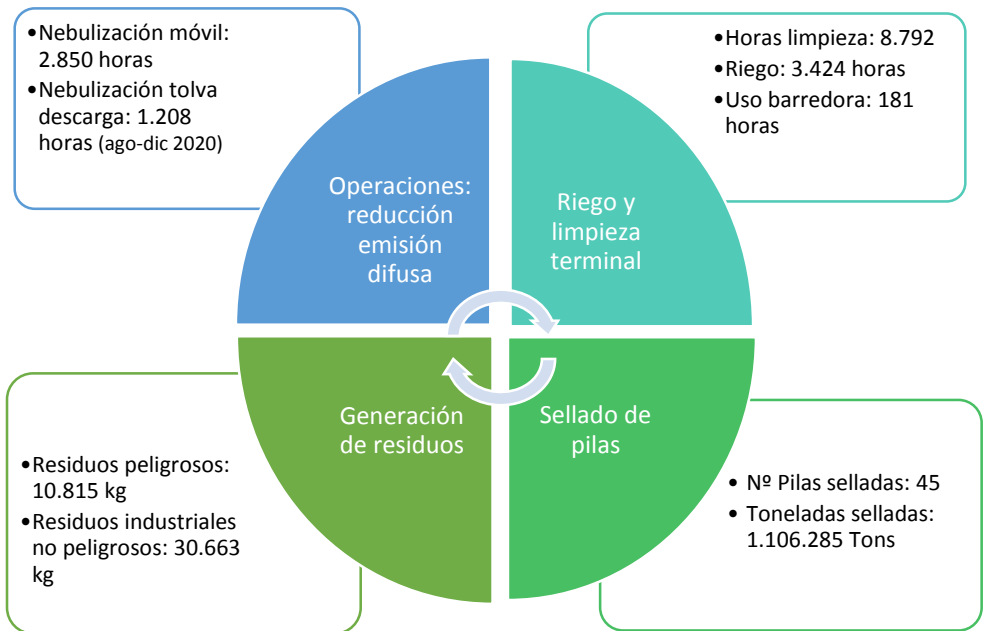 •Nebulización móvil:
2.850 horas
•Nebulización tolva
descarga: 1.208
horas (ago-dic 2020)
•Horas limpieza: 8.792
•Riego: 3.424 horas
•Uso barredora: 181
horas
Operaciones:
reducción
emisión
difusa
Riego y
limpieza
terminal
Generación
de residuos
Sellado de
pilas
•Residuos peligrosos:
10.815 kg
•Residuos industriales
no peligrosos: 30.663
kg
• Nº Pilas selladas: 45
• Toneladas selladas:
1.106.285 Tons